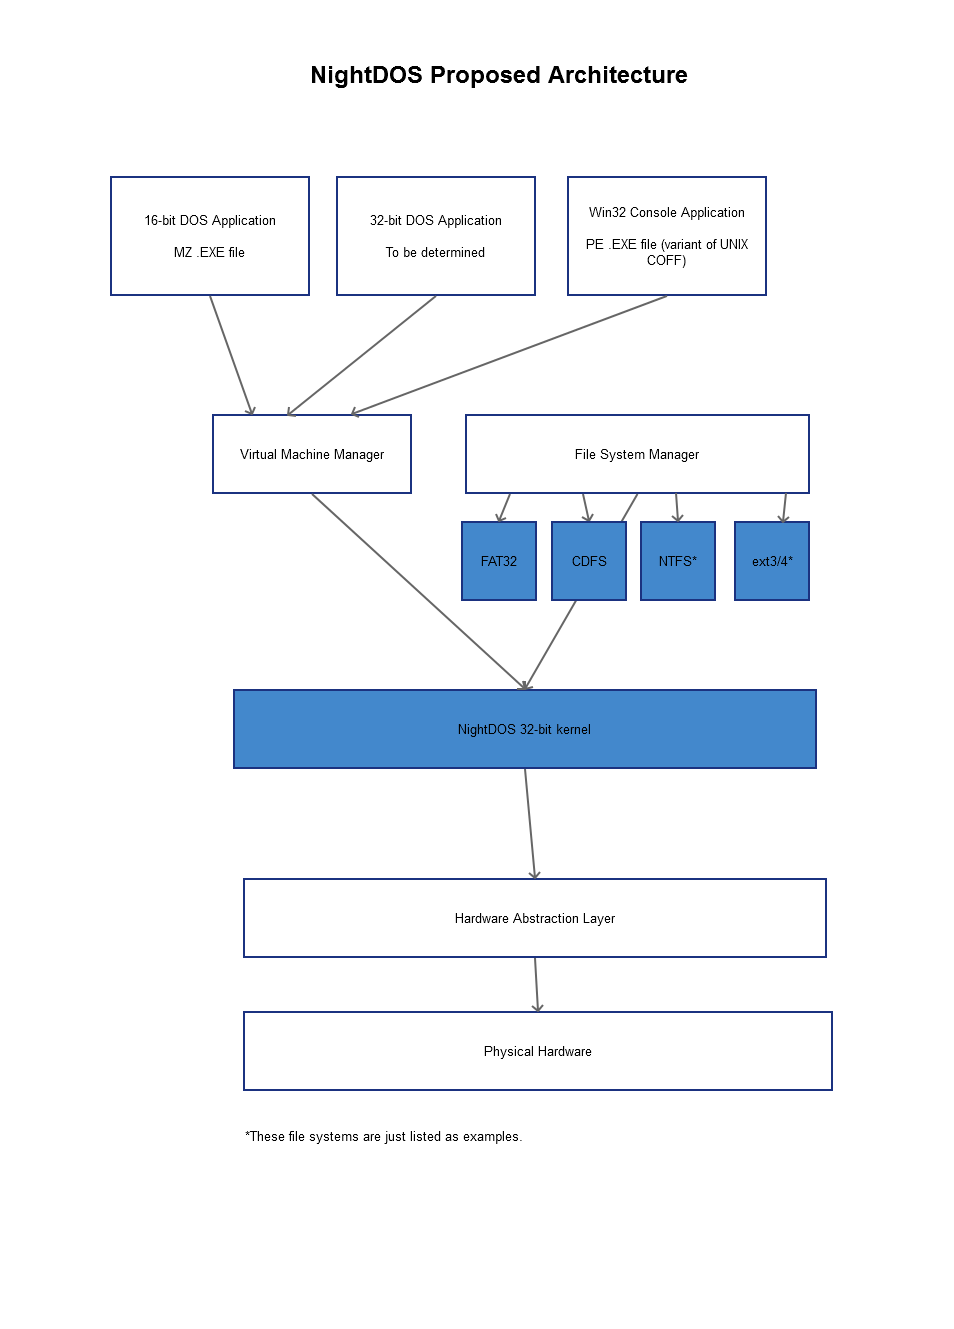 NightDOS Proposed Architecture
16-bit DOS Application
MZ .EXE file
32-bit DOS Application
To be determined
Win32 Console Application
PE .EXE file (variant of UNIX
COFF)
Virtual Machine Manager
File System Manager
FAT32
CDFS
NTFS*
ext3/4*
NightDOS 32-bit kernel
Hardware Abstraction Layer
Physical Hardware
*These file systems are just listed as examples.